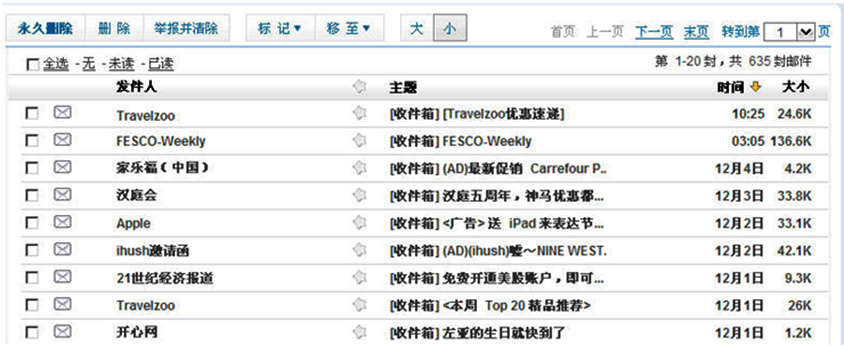 永久删除 删 除 举报并清除 标 记 移 至 大 小 首页 上一页 下一页 末页 转到第 1 页
全选 -无 -未读 -已读 第 1-20 封，共 635 封邮件
发件人 主题 时间 大小
Travelzoo [收件箱] [Travelzoo优惠速递] 10:25 24.6K
FESCO-Weekly [收件箱] FESCO-Weekly 03:05 136.6K
家乐福（中国） [收件箱] (AD)最新促销 Carrefour P.. 12月4日 4.2K
汉庭会 [收件箱] 汉庭五周年，神马优惠都... 12月3日 33.8K
Apple [收件箱] <广告> 送 iPad 来表达节... 12月2日 33.1K
ihush邀请函 [收件箱] (AD)(ihush)嘘～NINE WEST. 12月2日 42.1K
21世纪经济报道 [收件箱] 免费开通美股账户，即可... 12月1日 9.3K
Travelzoo [收件箱] <本周 Top 20 精品推荐> 12月1日 26K
开心网 [收件箱] 左亚的生日就快到了 12月1日 1.2K